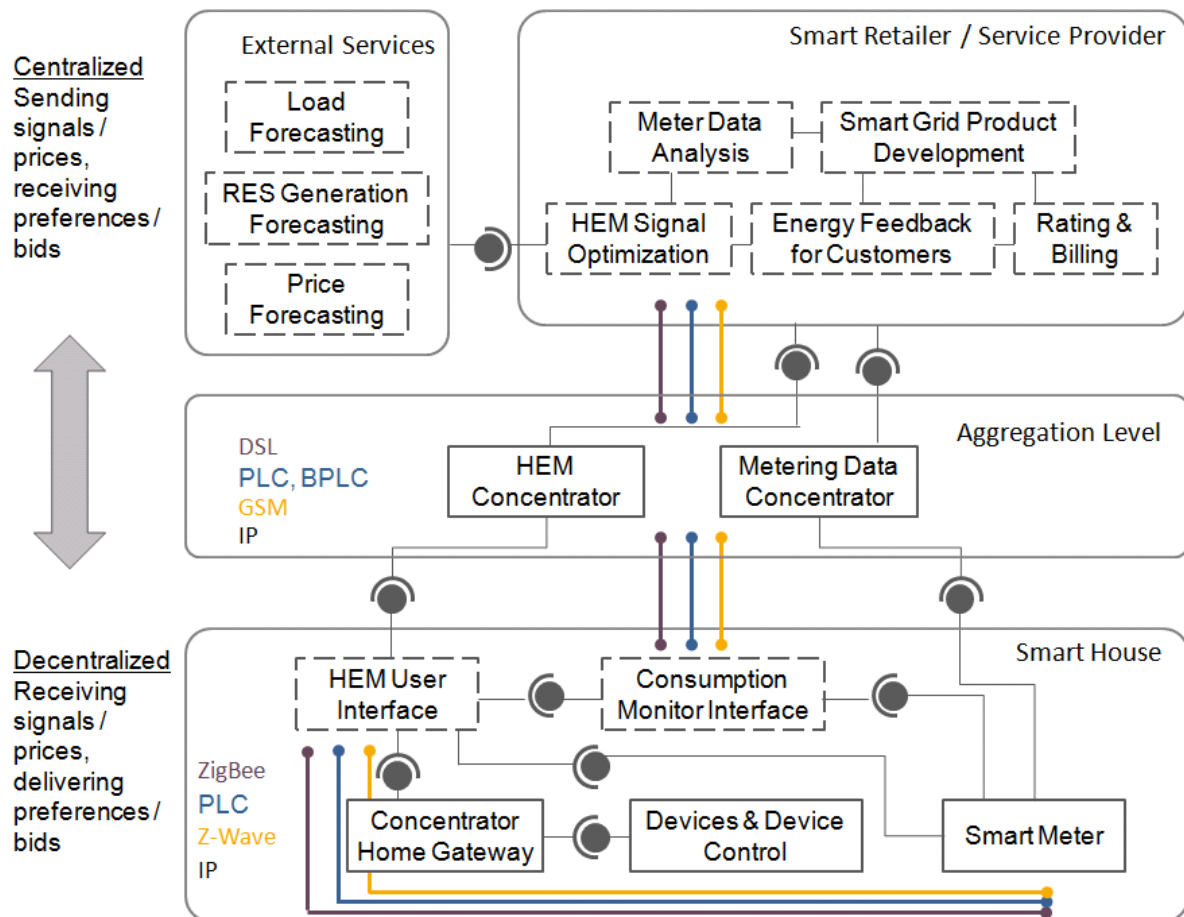 Centralized
Sending
signals /
prices,
receiving
preferences /
bids
External Services
Load
Forecasting
RES Generation
Forecasting
Price
Forecasting
Smart Retailer / Service Provider
Meter Data
Analysis
Smart Grid Product
Development
HEM Signal
Optimization
Energy Feedback
for Customers
Rating &
Billing
Aggregation Level
DSL
PLC, BPLC
GSM
IP
HEM
Concentrator
Metering Data
Concentrator
Decentralized
Receiving
signals /
prices,
delivering
preferences /
bids
Smart House
HEM User
Interface
Consumption
Monitor Interface
ZigBee
PLC
Z-Wave
IP
Concentrator
Home Gateway
Devices & Device
Control
Smart Meter